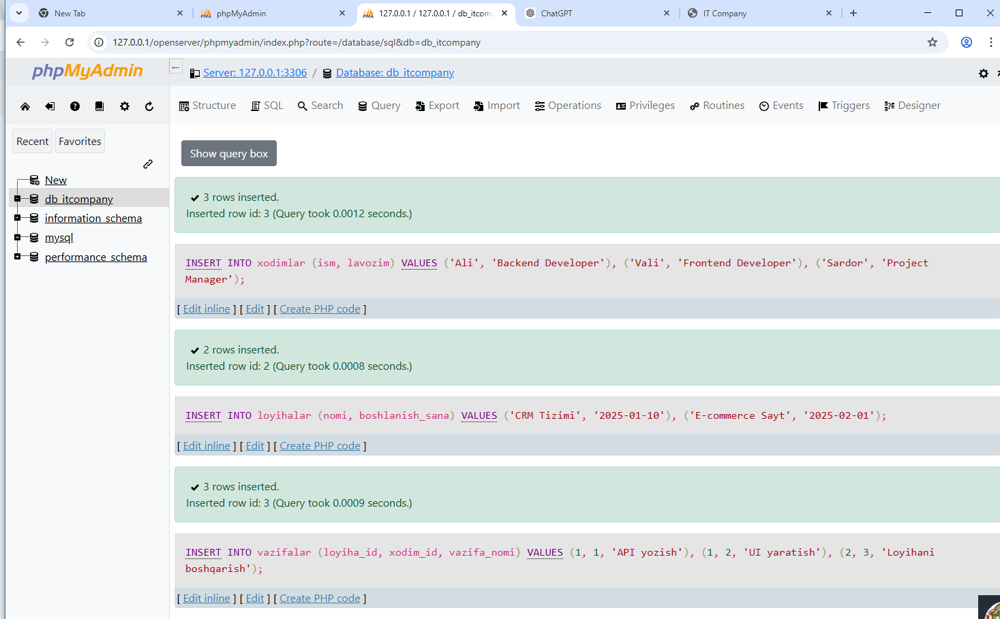 New Tab
phpMyAdmin
127.0.0.1 / 127.0.0.1 / db_itcom
ChatGPT
IT Company
127.0.0.1/openserver/phpmyadmin/index.php?route=/database/sql&db=db_itcompany
phpMyAdmin
Server: 127.0.0.1:3306 / Database: db_itcompany
Structure SQL Search Query Export Import Operations Privileges Routines Events Triggers Designer
Recent Favorites
New
db_itcompany
information_schema
mysql
performance_schema
Show query box
3 rows inserted.
Inserted row id: 3 (Query took 0.0012 seconds.)
INSERT INTO xodimlar (ism, lavozim) VALUES ('Ali', 'Backend Developer'), ('Vali', 'Frontend Developer'), ('Sardor', 'Project
Manager');
[ Edit inline ] [ Edit ] [ Create PHP code ]
2 rows inserted.
Inserted row id: 2 (Query took 0.0008 seconds.)
INSERT INTO loyihalar (nomi, boshlanish_sana) VALUES ('CRM Tizimi', '2025-01-10'), ('E-commerce Sayt', '2025-02-01');
[ Edit inline ] [ Edit ] [ Create PHP code ]
3 rows inserted.
Inserted row id: 3 (Query took 0.0009 seconds.)
INSERT INTO vazifalar (loyiha_id, xodim_id, vazifa_nomi) VALUES (1, 1, 'API yozish'), (1, 2, 'UI yaratish'), (2, 3, 'Loyihani
boshqarish');
[ Edit inline ] [ Edit ] [ Create PHP code ]